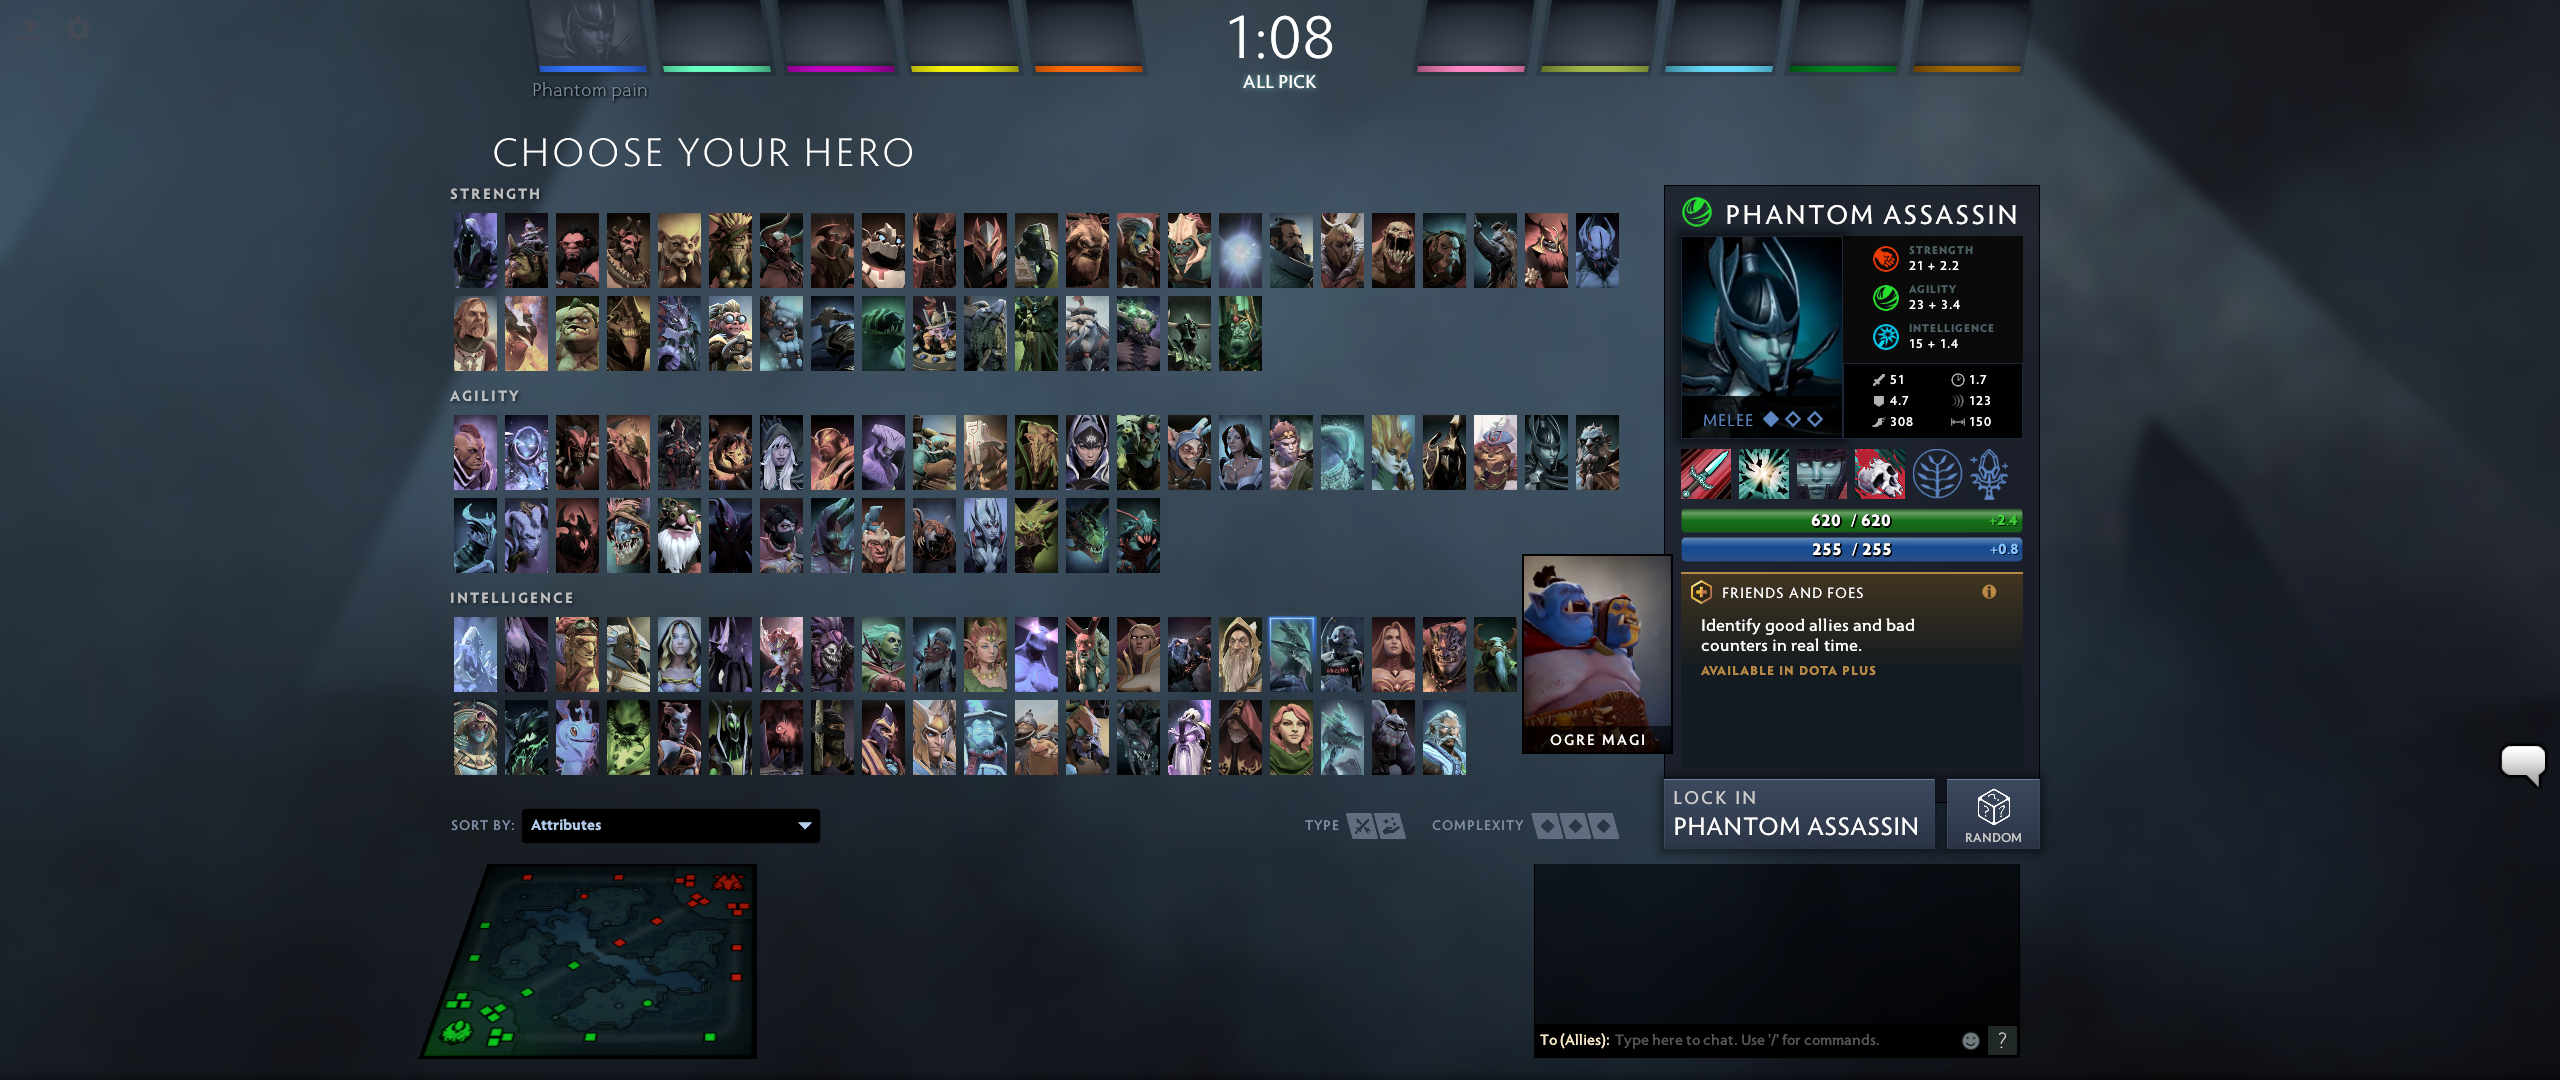 1:08
ALL PICK
Phantom pain
CHOOSE YOUR HERO
STRENGTH
AGILITY
INTELLIGENCE
PHANTOM ASSASSIN
STRENGTH
21 + 2.2
AGILITY
23 + 3.4
INTELLIGENCE
15 + 1.4
MELEE
51
1.7
4.7
123
308
150
620 / 620
+2.4
255 / 255
+0.8
FRIENDS AND FOES
Identify good allies and bad
counters in real time.
AVAILABLE IN DOTA PLUS
OGRE MAGI
LOCK IN
PHANTOM ASSASSIN
RANDOM
SORT BY: Attributes
TYPE
COMPLEXITY
To (Allies): Type here to chat. Use '/' for commands.
?